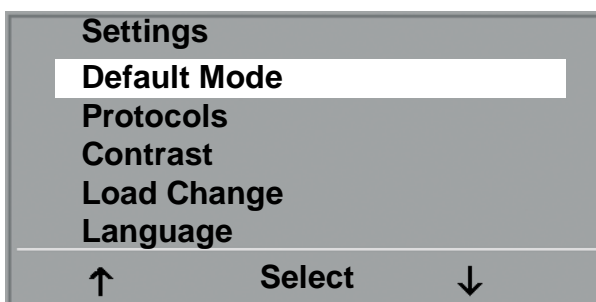 Settings
Default Mode
Protocols
Contrast
Load Change
Language
↑ Select ↓